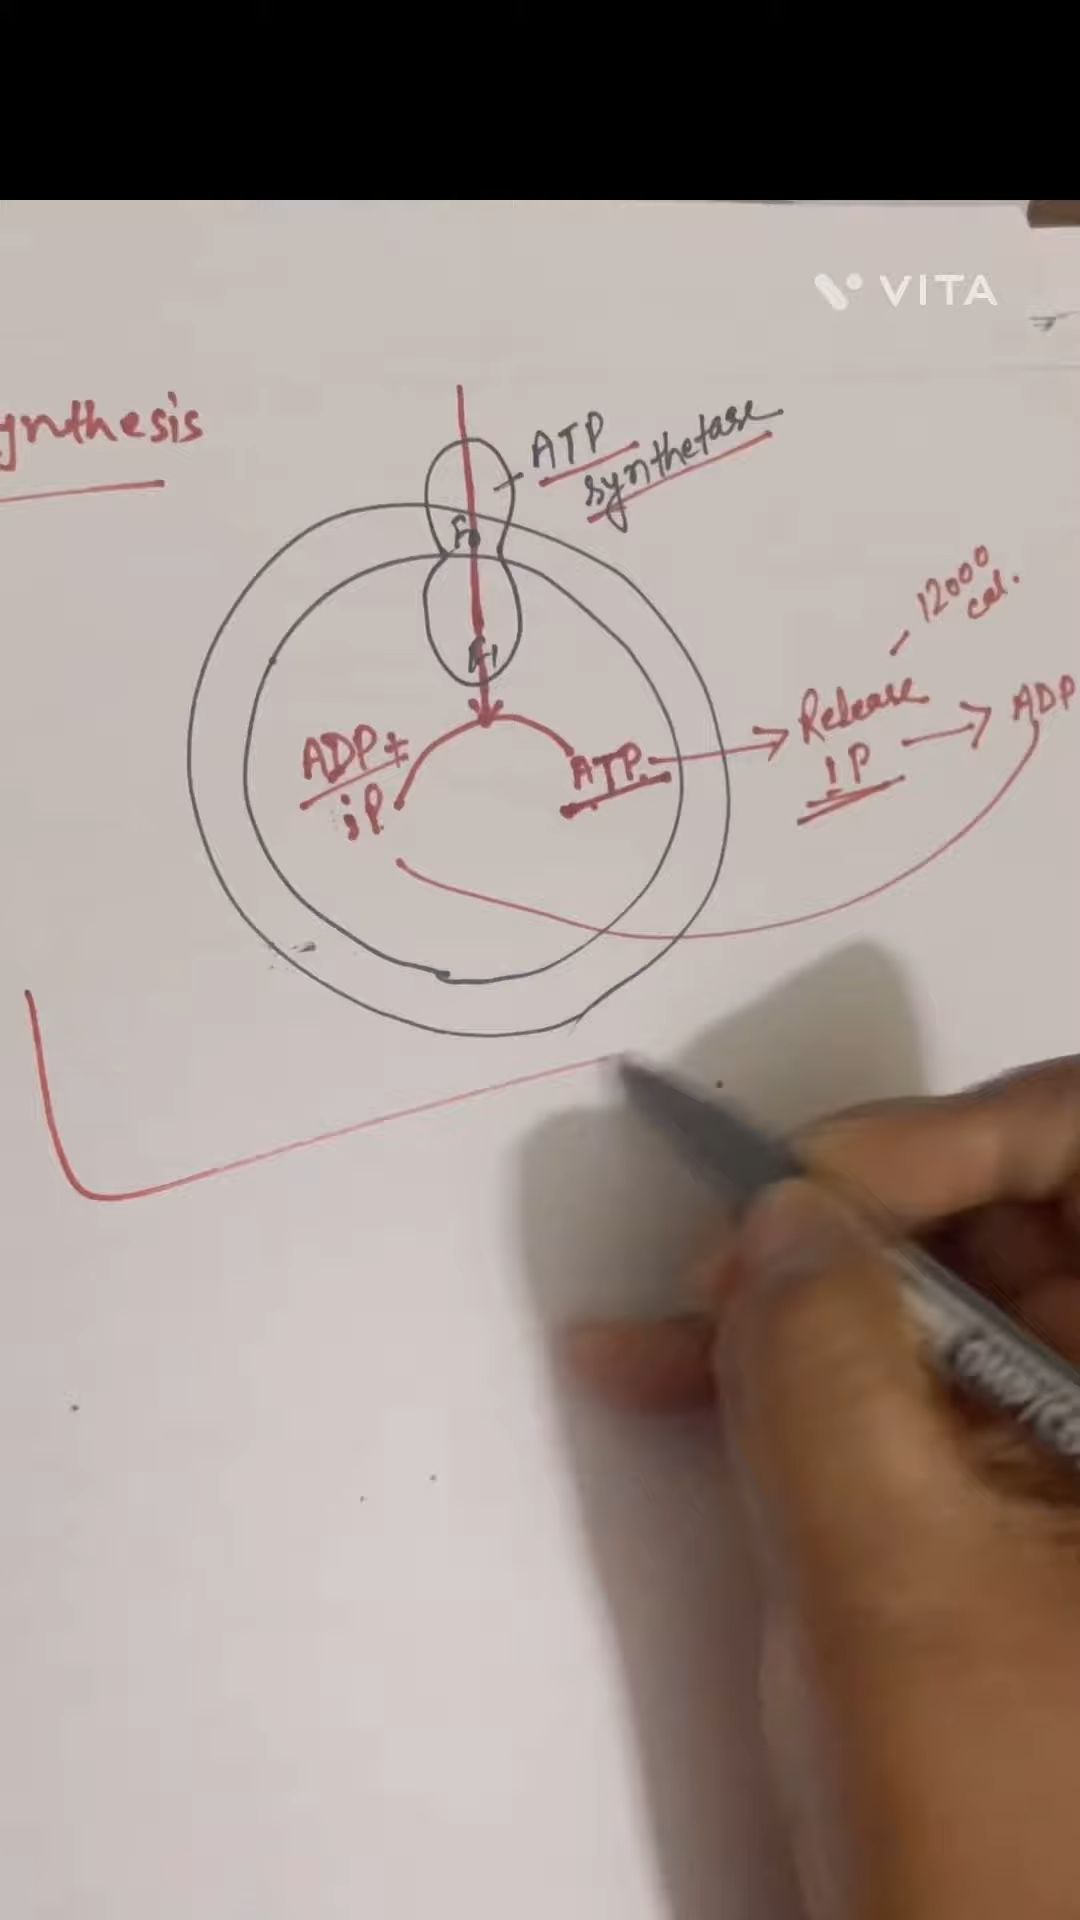 VITA
ynthesis
ATP
synthetase
F0
F1
12000
cal.
ADP +
iP
ATP
Release
1P
ADP